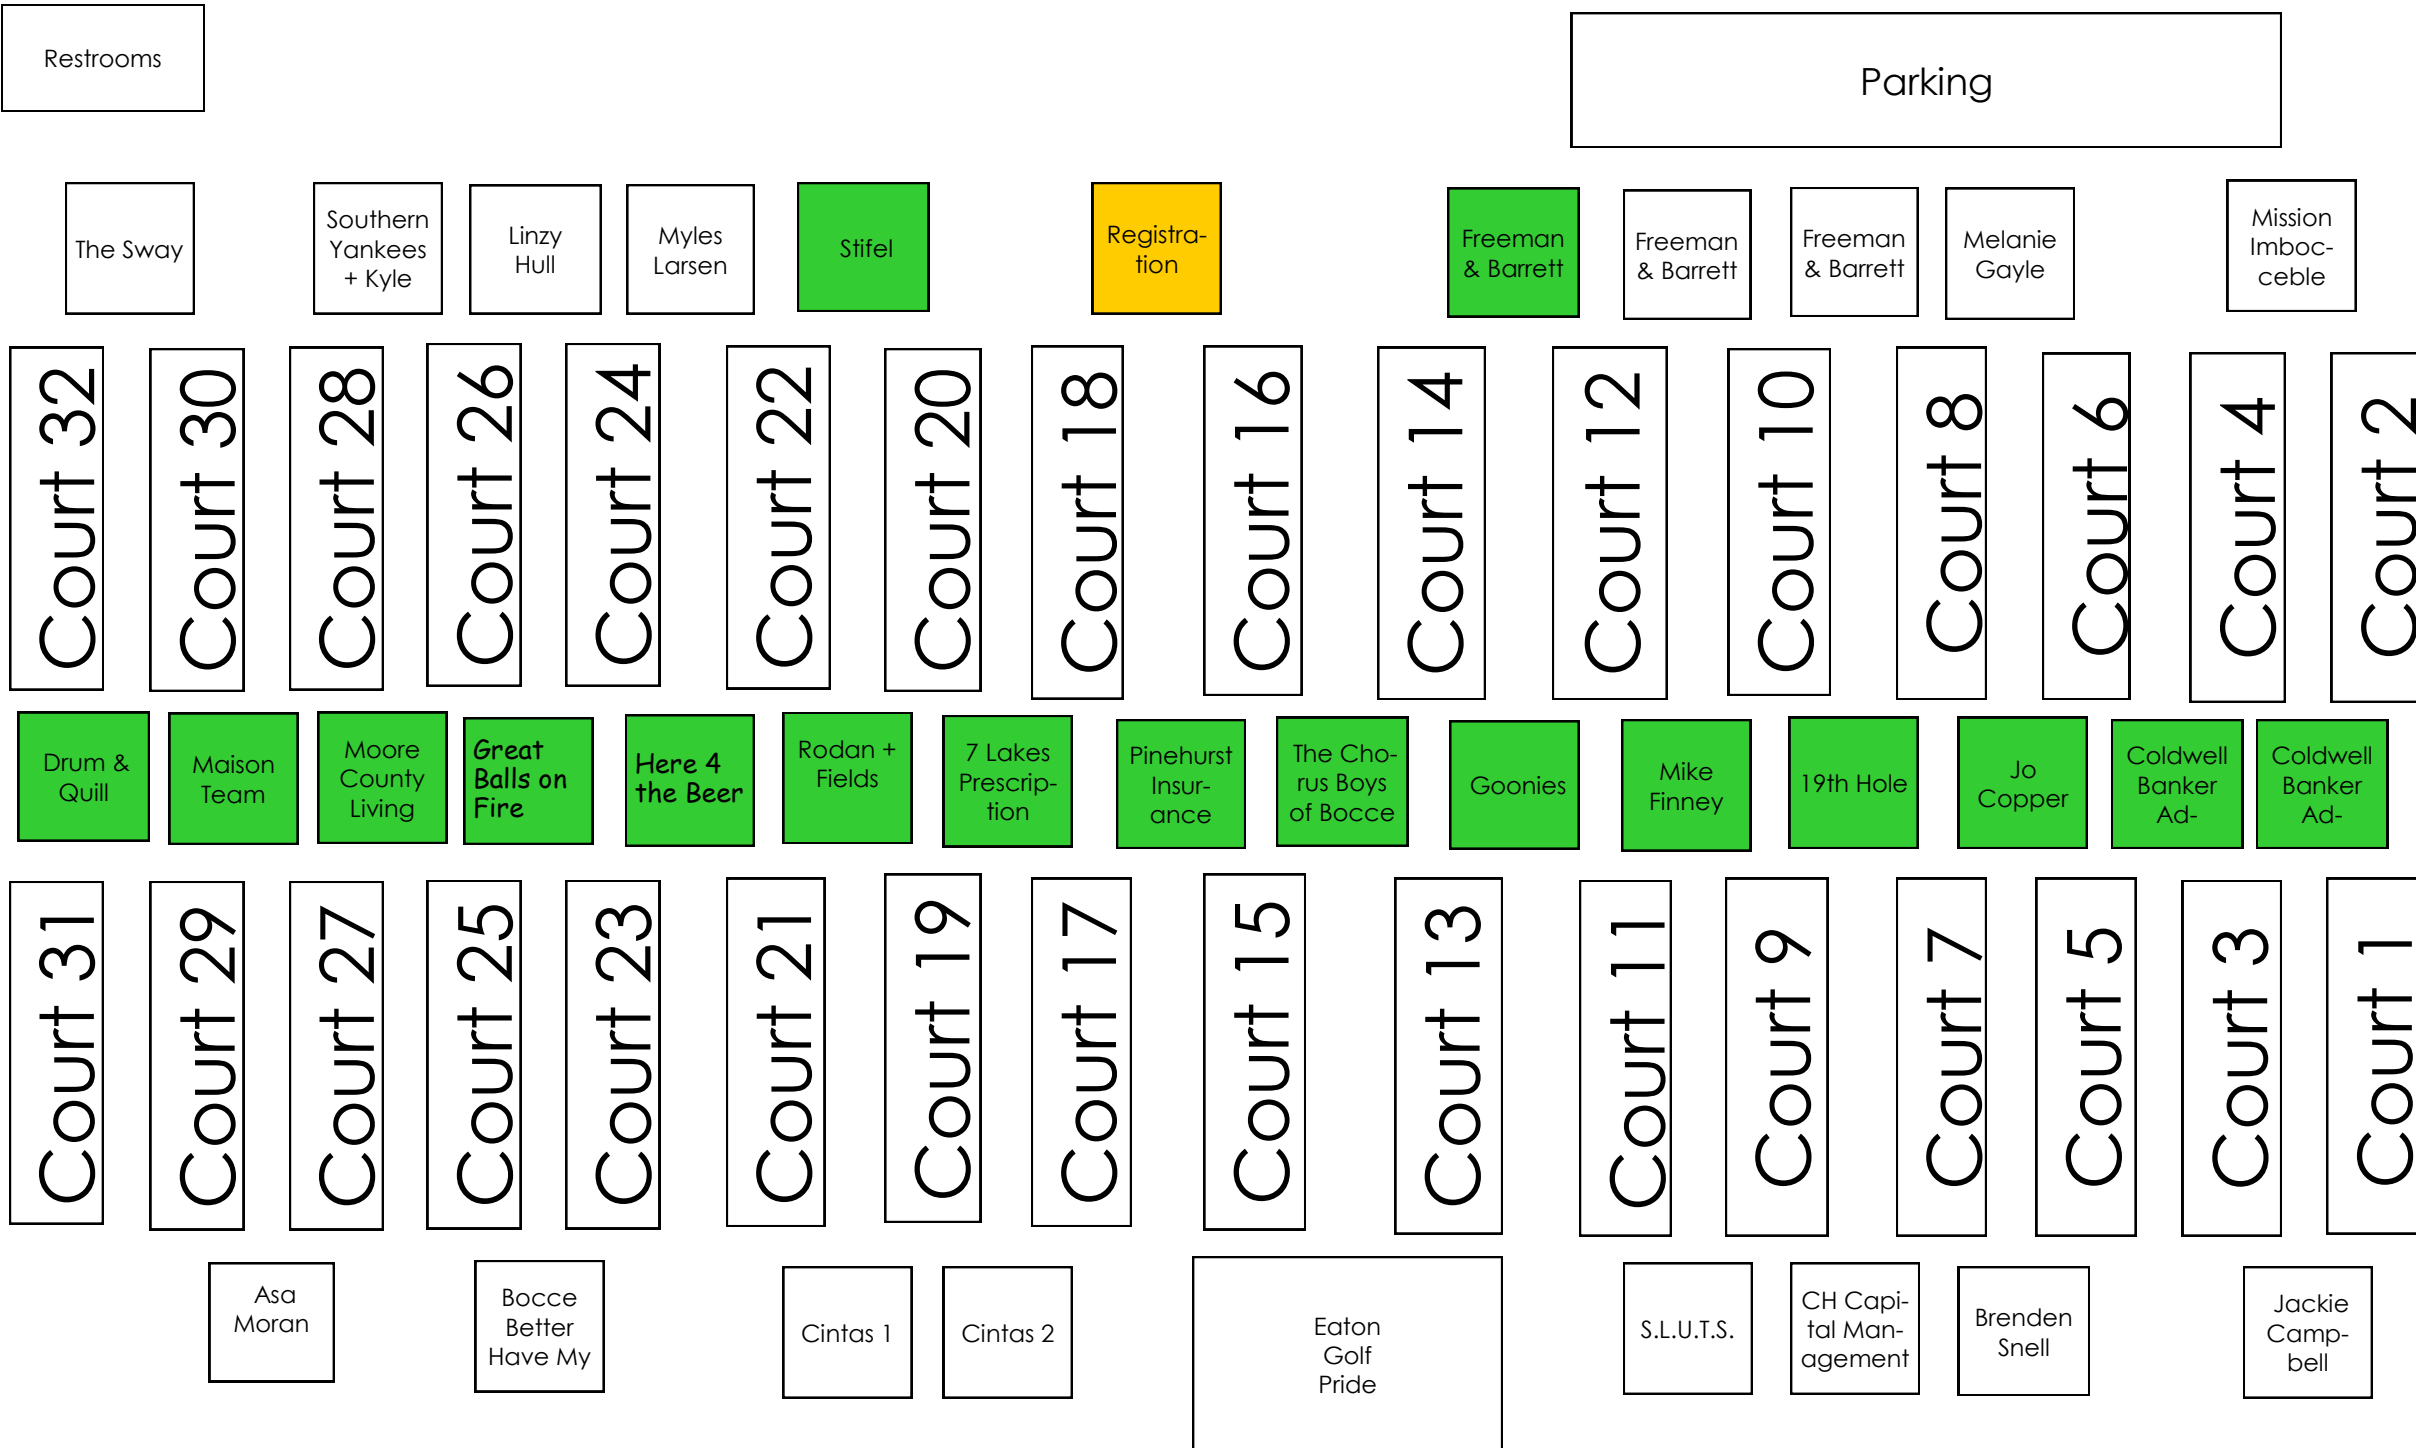 Restrooms
Parking
The Sway
Southern
Yankees
+ Kyle
Linzy
Hull
Myles
Larsen
Stifel
Registra-
tion
Freeman
& Barrett
Freeman
& Barrett
Freeman
& Barrett
Melanie
Gayle
Mission
Imboc-
ceble
Court 32
Court 30
Court 28
Court 26
Court 24
Court 22
Court 20
Court 18
Court 16
Court 14
Court 12
Court 10
Court 8
Court 6
Court 4
Court 2
Drum &
Quill
Maison
Team
Moore
County
Living
Great
Balls on
Fire
Here 4
the Beer
Rodan +
Fields
7 Lakes
Prescrip-
tion
Pinehurst
Insur-
ance
The Cho-
rus Boys
of Bocce
Goonies
Mike
Finney
19th Hole
Jo
Copper
Coldwell
Banker
Ad-
Coldwell
Banker
Ad-
Court 31
Court 29
Court 27
Court 25
Court 23
Court 21
Court 19
Court 17
Court 15
Court 13
Court 11
Court 9
Court 7
Court 5
Court 3
Court 1
Asa
Moran
Bocce
Better
Have My
Cintas 1
Cintas 2
Eaton
Golf
Pride
S.L.U.T.S.
CH Capi-
tal Man-
agement
Brenden
Snell
Jackie
Camp-
bell